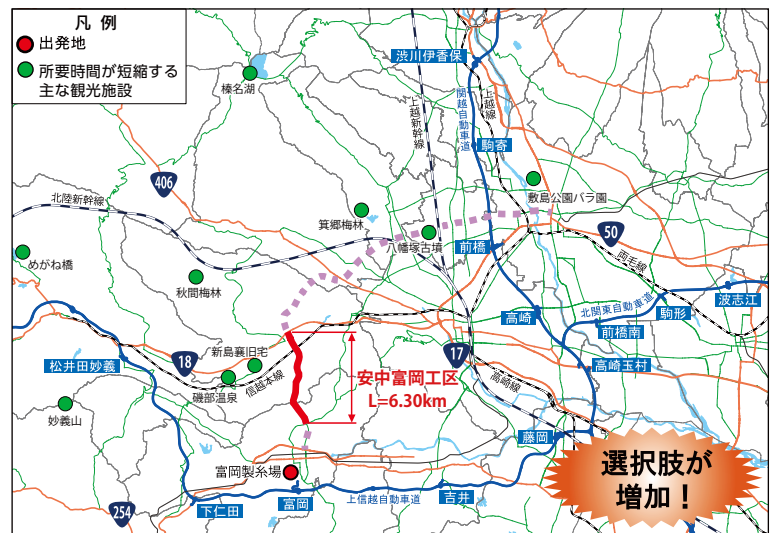 凡 例
出発地
所要時間が短縮する
主な観光施設
渋川伊香保
榛名湖
上越新幹線
関越自動車道
上越線
駒寄
406
敷島公園バラ園
北陸新幹線
箕郷梅林
幡塚古墳
50
前橋
両毛線
めがね橋
秋間梅林
波志江
北関東自動車道
駒形
高崎
前橋南
18
新島襄旧宅
17
松井田妙義
高崎玉村
磯部温泉
信越本線
安中富岡工区
L=6.30km
高崎線
妙義山
藤岡
選択肢が
増加！
富岡製糸場
254
下仁田
富岡
上信越自動車道
吉井